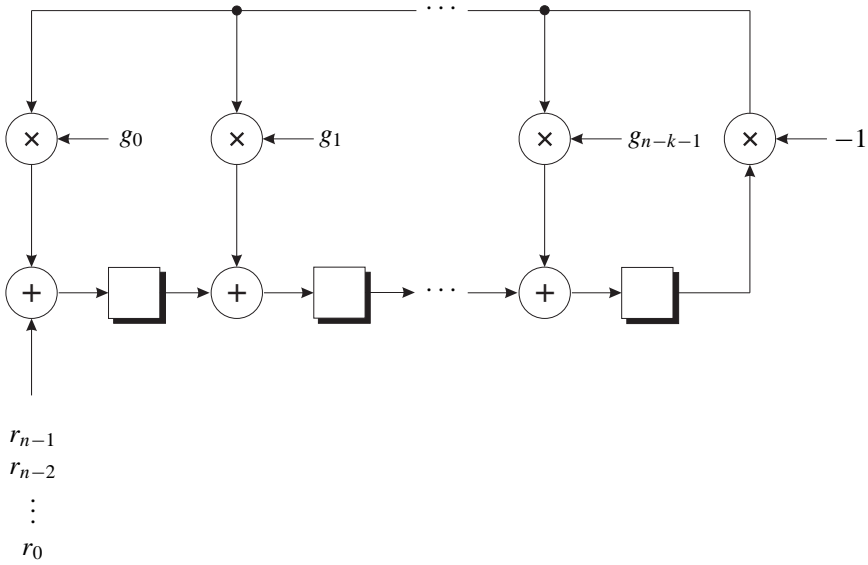 ⋯
× g₀ × g₁ × gₙ₋ₖ₋₁ × −1
+ + ⋯ +
rₙ₋₁
rₙ₋₂
⋮
r₀